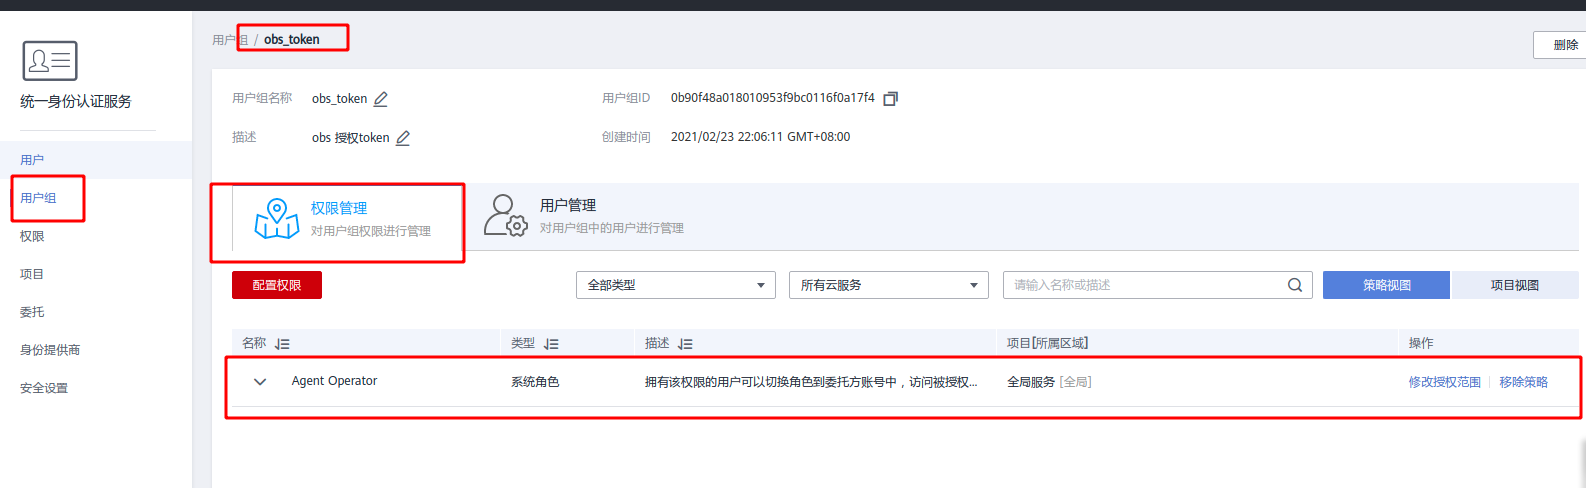 统一身份认证服务
用户
用户组
权限
项目
委托
身份提供商
安全设置
用户组 / obs_token
删除
用户组名称 obs_token 用户组ID 0b90f48a018010953f9bc0116f0a17f4
描述 obs 授权token 创建时间 2021/02/23 22:06:11 GMT+08:00
权限管理
对用户组权限进行管理
用户管理
对用户组中的用户进行管理
配置权限 全部类型 所有云服务 请输入名称或描述 策略视图 项目视图
名称 类型 描述 项目[所属区域] 操作
Agent Operator 系统角色 拥有该权限的用户可以切换角色到委托方账号中，访问被授权... 全局服务 [全局] 修改授权范围 移除策略